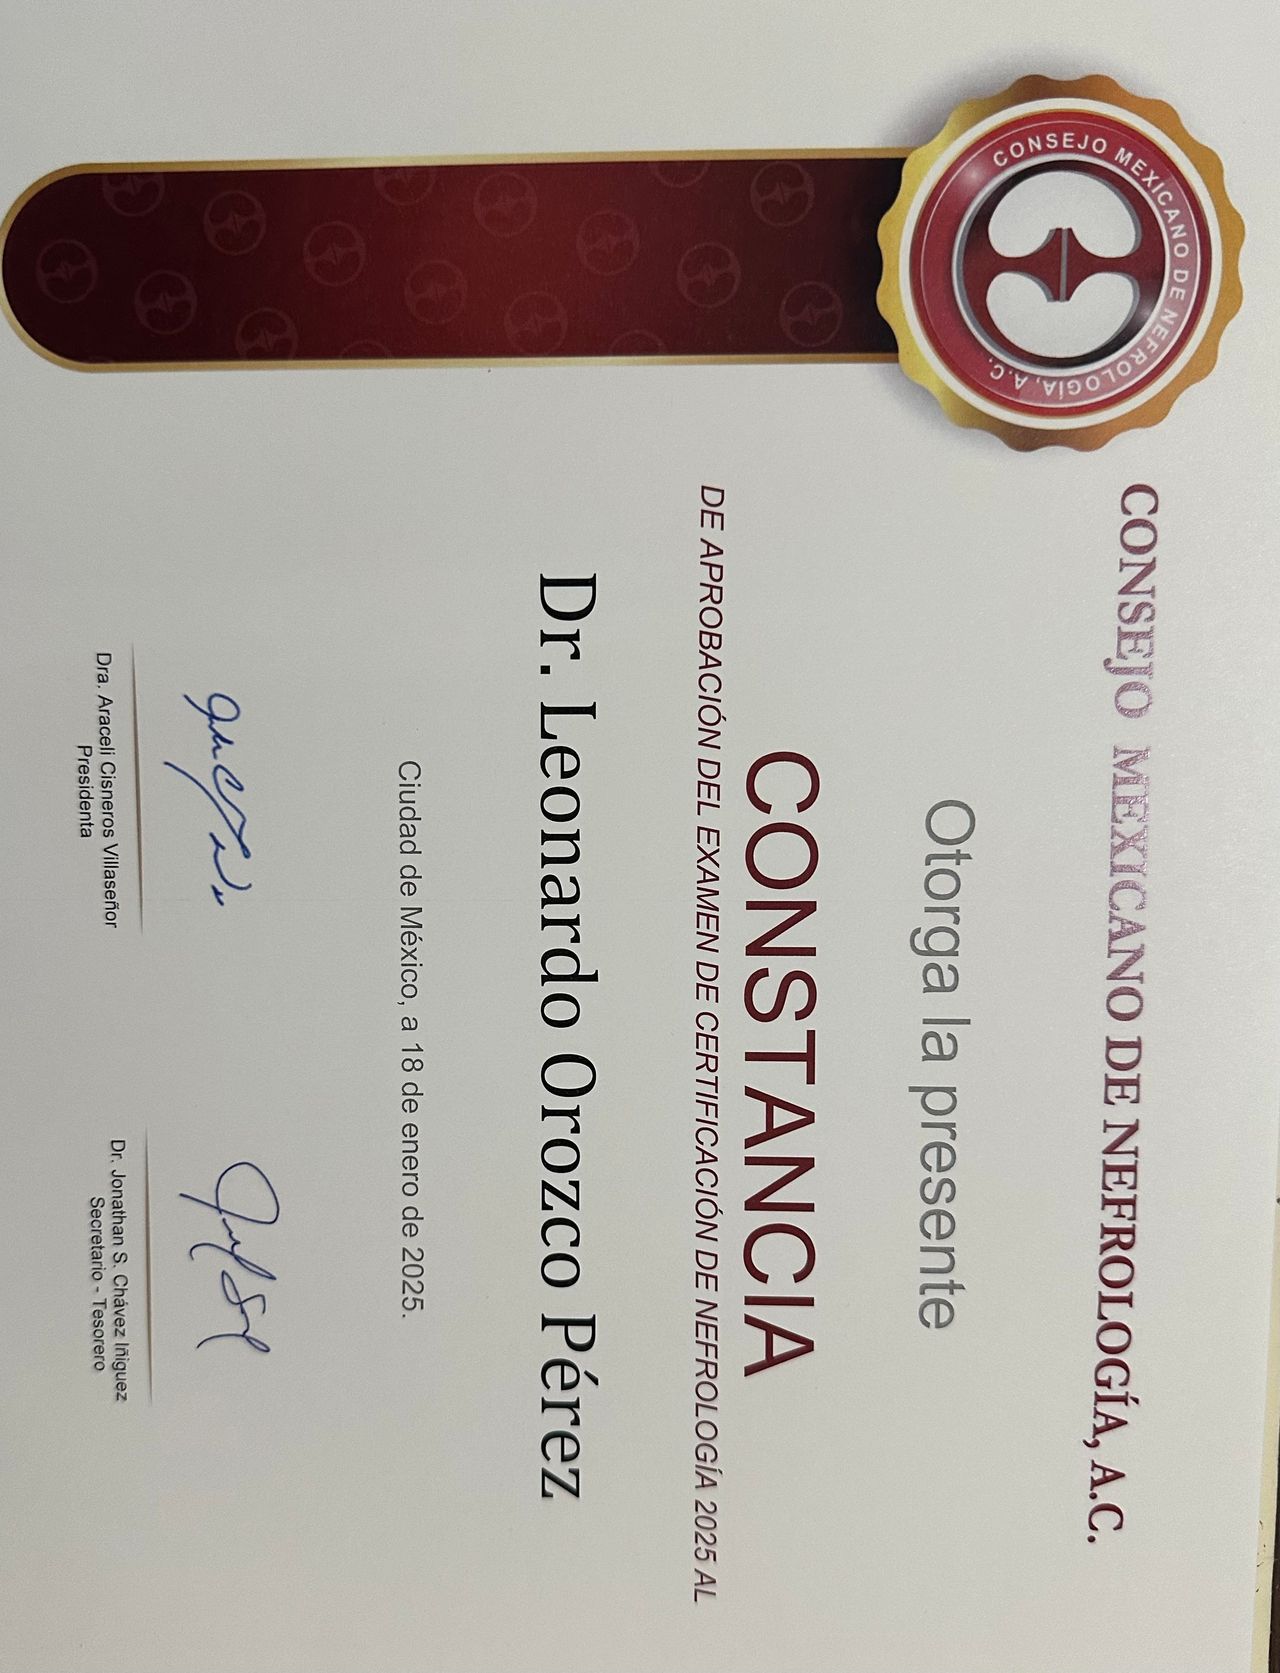 CONSEJO MEXICANO DE NEFROLOGÍA, A.C.
CONSEJO MEXICANO DE NEFROLOGÍA, A.C.
Otorga la presente
CONSTANCIA
DE APROBACIÓN DEL EXAMEN DE CERTIFICACIÓN DE NEFROLOGÍA 2025 AL
Dr. Leonardo Orozco Pérez
Ciudad de México, a 18 de enero de 2025.
Dra. Araceli Cisneros Villaseñor
Presidenta
Dr. Jonathan S. Chávez Iñiguez
Secretario - Tesorero